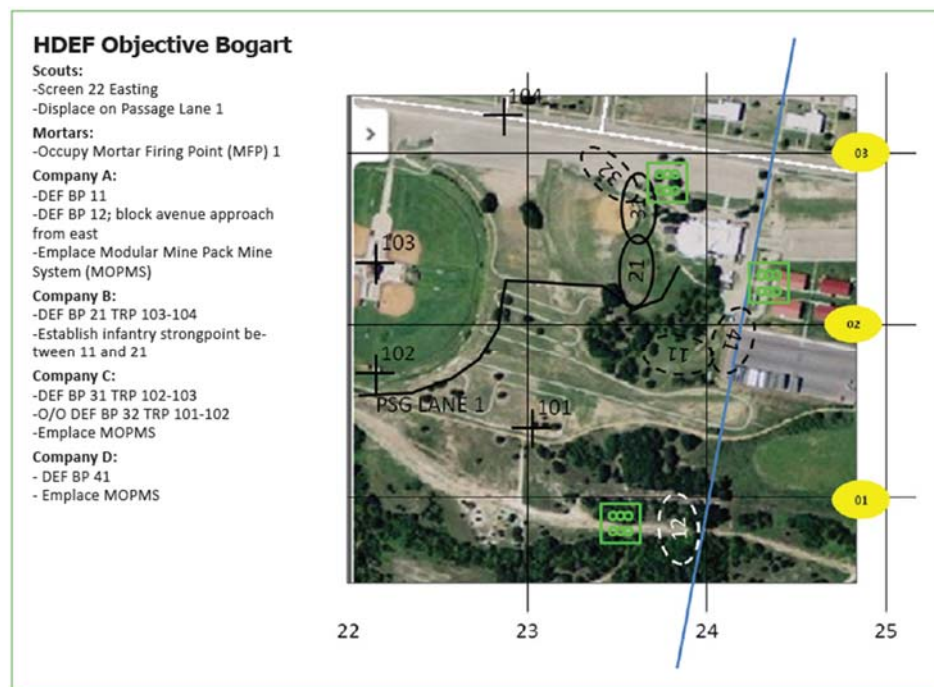 HDEF Objective Bogart
Scouts:
-Screen 22 Easting
-Displace on Passage Lane 1
Mortars:
-Occupy Mortar Firing Point (MFP) 1
Company A:
-DEF BP 11
-DEF BP 12; block avenue approach
from east
-Emplace Modular Mine Pack Mine
System (MOPMS)
Company B:
-DEF BP 21 TRP 103-104
-Establish infantry strongpoint be-
tween 11 and 21
Company C:
-DEF BP 31 TRP 102-103
-O/O DEF BP 32 TRP 101-102
-Emplace MOPMS
Company D:
- DEF BP 41
- Emplace MOPMS
104
03
32
31
103
21
02
41
11
102
PSG LANE 1
101
01
12
22
23
24
25